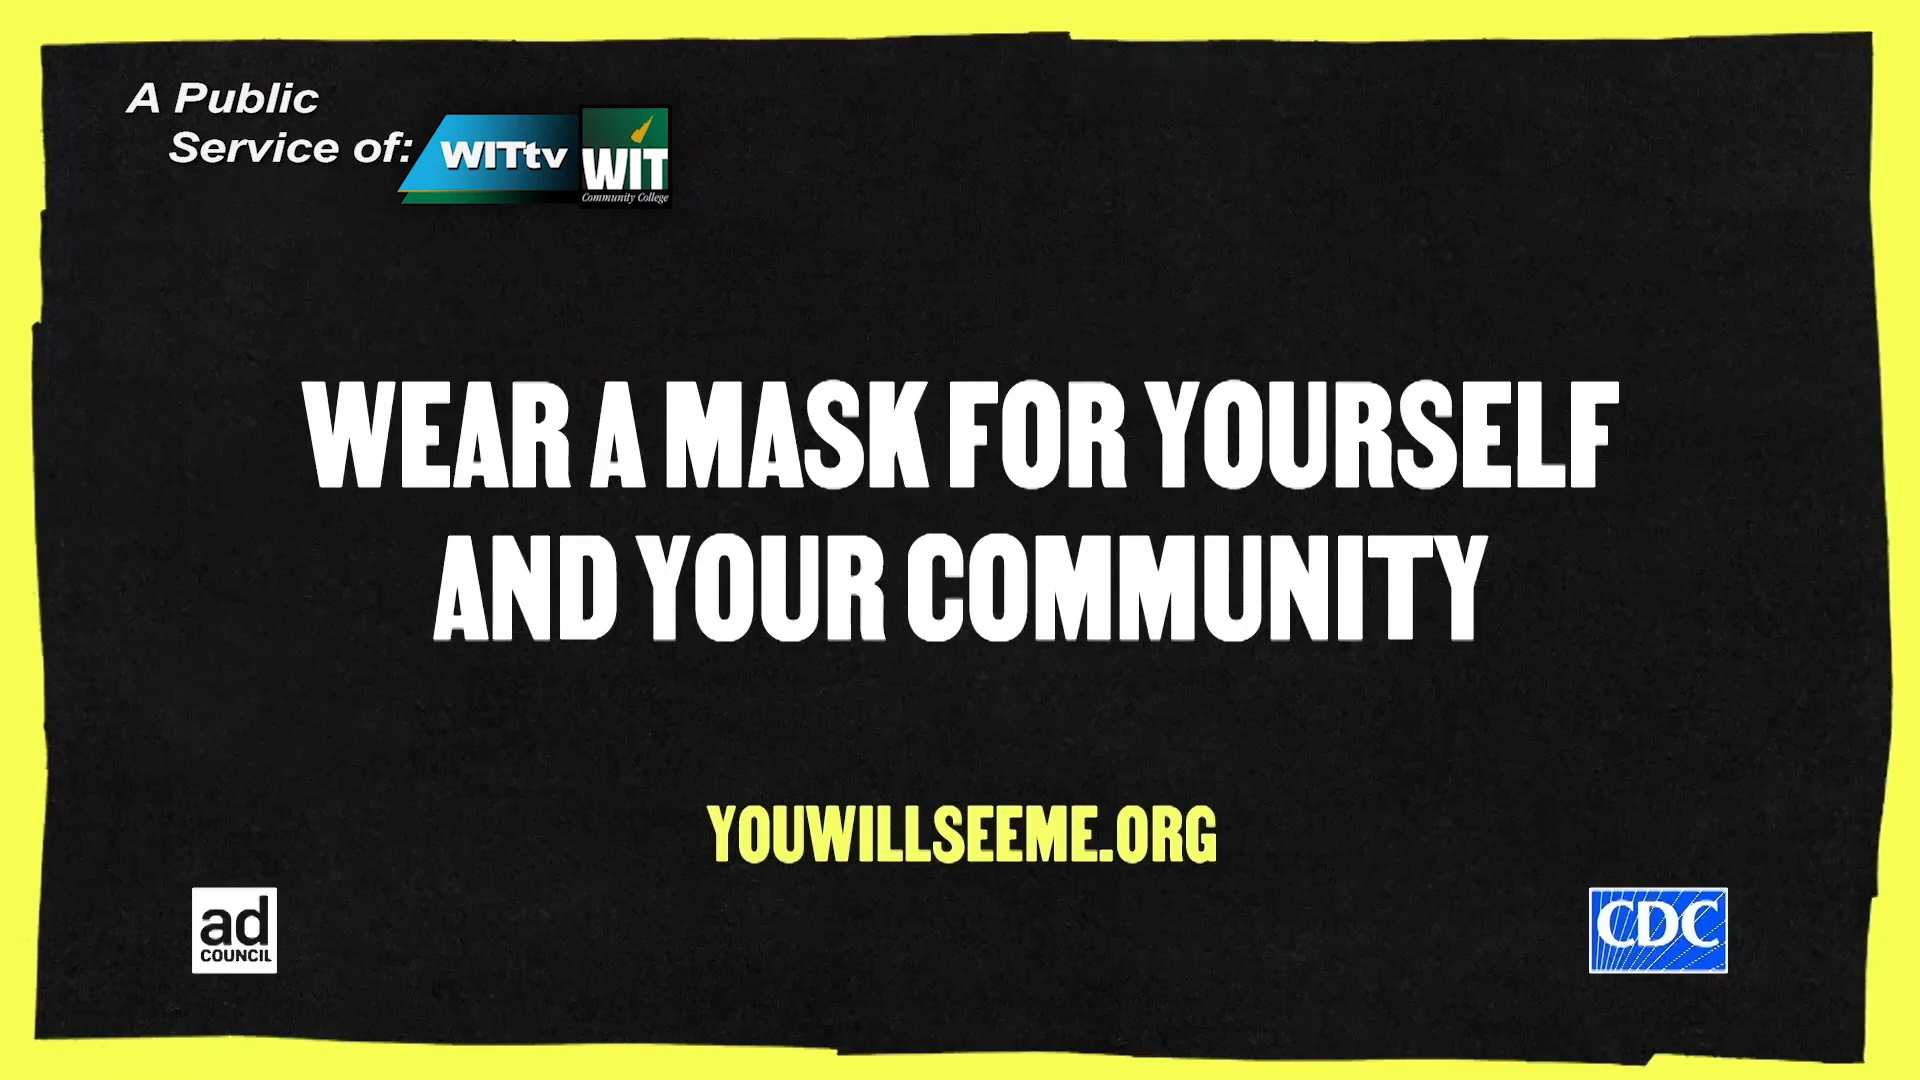 A Public
Service of:
WITtv
WIT
Community College
WEAR A MASK FOR YOURSELF
AND YOUR COMMUNITY
YOUWILLSEEME.ORG
ad
COUNCIL
CDC